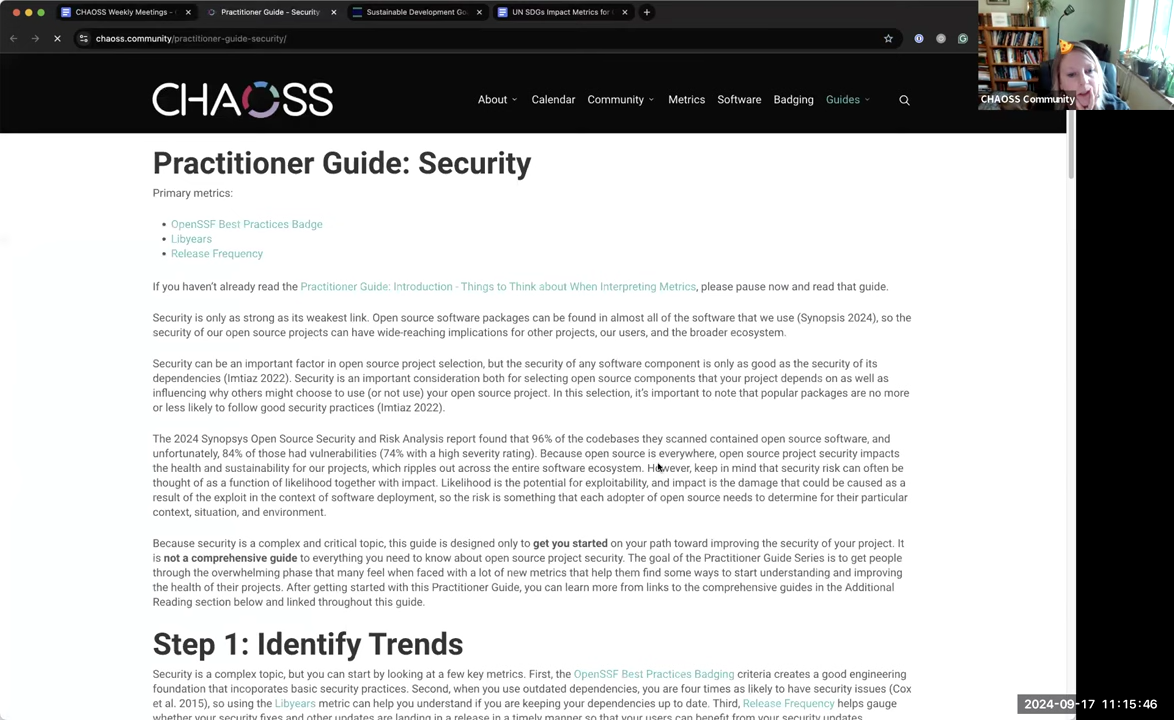 CHAOSS Weekly Meetings -
Practitioner Guide - Security
Sustainable Development Go
UN SDGs Impact Metrics for
chaoss.community/practitioner-guide-security/
CHAOSS Community
CHAOSS
About
Calendar
Community
Metrics
Software
Badging
Guides
Practitioner Guide: Security
Primary metrics:
• OpenSSF Best Practices Badge
• Libyears
• Release Frequency
If you haven't already read the Practitioner Guide: Introduction - Things to Think about When Interpreting Metrics, please pause now and read that guide.
Security is only as strong as its weakest link. Open source software packages can be found in almost all of the software that we use (Synopsis 2024), so the
security of our open source projects can have wide-reaching implications for other projects, our users, and the broader ecosystem.
Security can be an important factor in open source project selection, but the security of any software component is only as good as the security of its
dependencies (Imtiaz 2022). Security is an important consideration both for selecting open source components that your project depends on as well as
influencing why others might choose to use (or not use) your open source project. In this selection, it's important to note that popular packages are no more
or less likely to follow good security practices (Imtiaz 2022).
The 2024 Synopsys Open Source Security and Risk Analysis report found that 96% of the codebases they scanned contained open source software, and
unfortunately, 84% of those had vulnerabilities (74% with a high severity rating). Because open source is everywhere, open source project security impacts
the health and sustainability for our projects, which ripples out across the entire software ecosystem. However, keep in mind that security risk can often be
thought of as a function of likelihood together with impact. Likelihood is the potential for exploitability, and impact is the damage that could be caused as a
result of the exploit in the context of software deployment, so the risk is something that each adopter of open source needs to determine for their particular
context, situation, and environment.
Because security is a complex and critical topic, this guide is designed only to get you started on your path toward improving the security of your project. It
is not a comprehensive guide to everything you need to know about open source project security. The goal of the Practitioner Guide Series is to get people
through the overwhelming phase that many feel when faced with a lot of new metrics that help them find some ways to start understanding and improving
the health of their projects. After getting started with this Practitioner Guide, you can learn more from links to the comprehensive guides in the Additional
Reading section below and linked throughout this guide.
Step 1: Identify Trends
Security is a complex topic, but you can start by looking at a few key metrics. First, the OpenSSF Best Practices Badging criteria creates a good engineering
foundation that incoporates basic security practices. Second, when you use outdated dependencies, you are four times as likely to have security issues (Cox
et al. 2015), so using the Libyears metric can help you understand if you are keeping your dependencies up to date. Third, Release Frequency helps gauge
whether your security fixes and other updates are landing in a release in a timely manner so that your users can benefit from your security updates.
2024-09-17 11:15:46